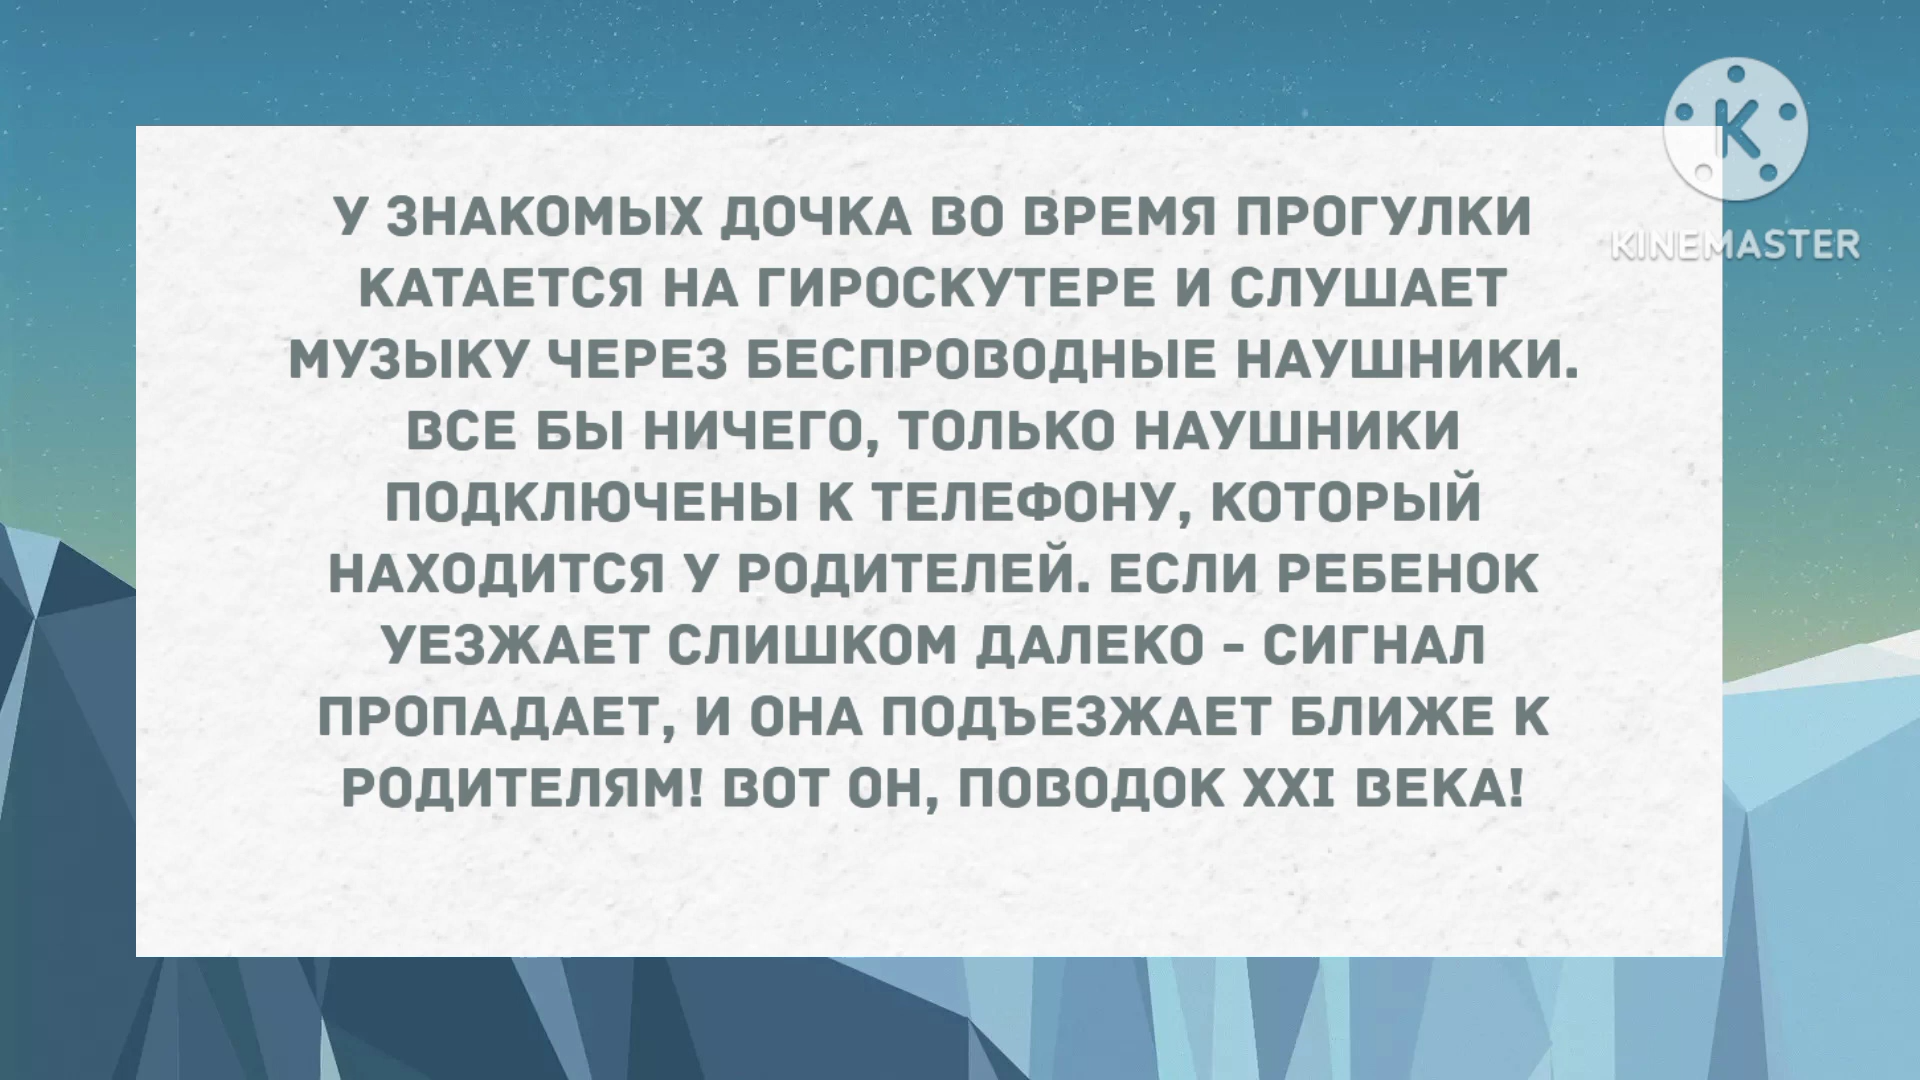 У ЗНАКОМЫХ ДОЧКА ВО ВРЕМЯ ПРОГУЛКИ
КАТАЕТСЯ НА ГИРОСКУТЕРЕ И СЛУШАЕТ
МУЗЫКУ ЧЕРЕЗ БЕСПРОВОДНЫЕ НАУШНИКИ.
ВСЕ БЫ НИЧЕГО, ТОЛЬКО НАУШНИКИ
ПОДКЛЮЧЕНЫ К ТЕЛЕФОНУ, КОТОРЫЙ
НАХОДИТСЯ У РОДИТЕЛЕЙ. ЕСЛИ РЕБЕНОК
УЕЗЖАЕТ СЛИШКОМ ДАЛЕКО - СИГНАЛ
ПРОПАДАЕТ, И ОНА ПОДЪЕЗЖАЕТ БЛИЖЕ К
РОДИТЕЛЯМ! ВОТ ОН, ПОВОДОК XXI ВЕКА!
K
KINEMASTER